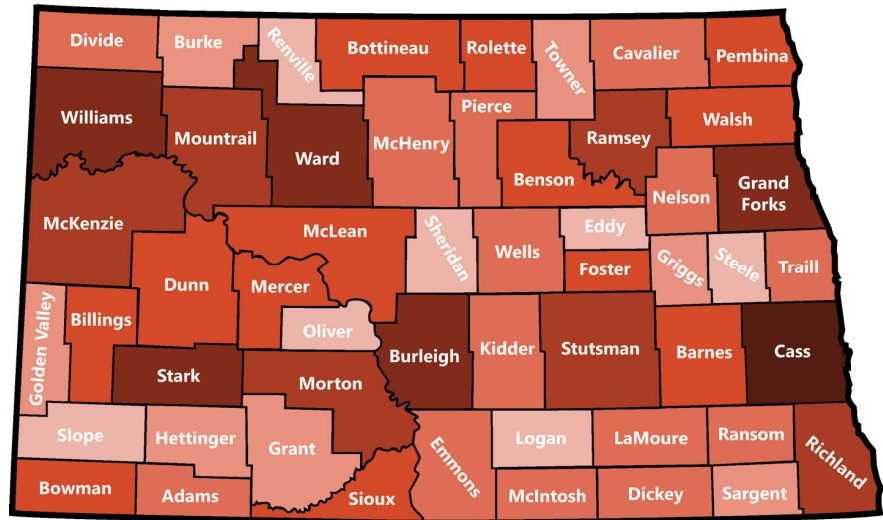 Divide
Burke
Renville
Bottineau
Rolette
Towner
Cavalier
Pembina
Williams
Mountrail
Ward
McHenry
Pierce
Benson
Ramsey
Walsh
McKenzie
McLean
Sheridan
Wells
Eddy
Nelson
Grand
Forks
Dunn
Mercer
Foster
Griggs
Steele
Traill
Golden Valley
Billings
Oliver
Burleigh
Kidder
Stutsman
Barnes
Cass
Stark
Morton
Slope
Hettinger
Grant
Emmons
Logan
LaMoure
Ransom
Richland
Bowman
Adams
Sioux
McIntosh
Dickey
Sargent